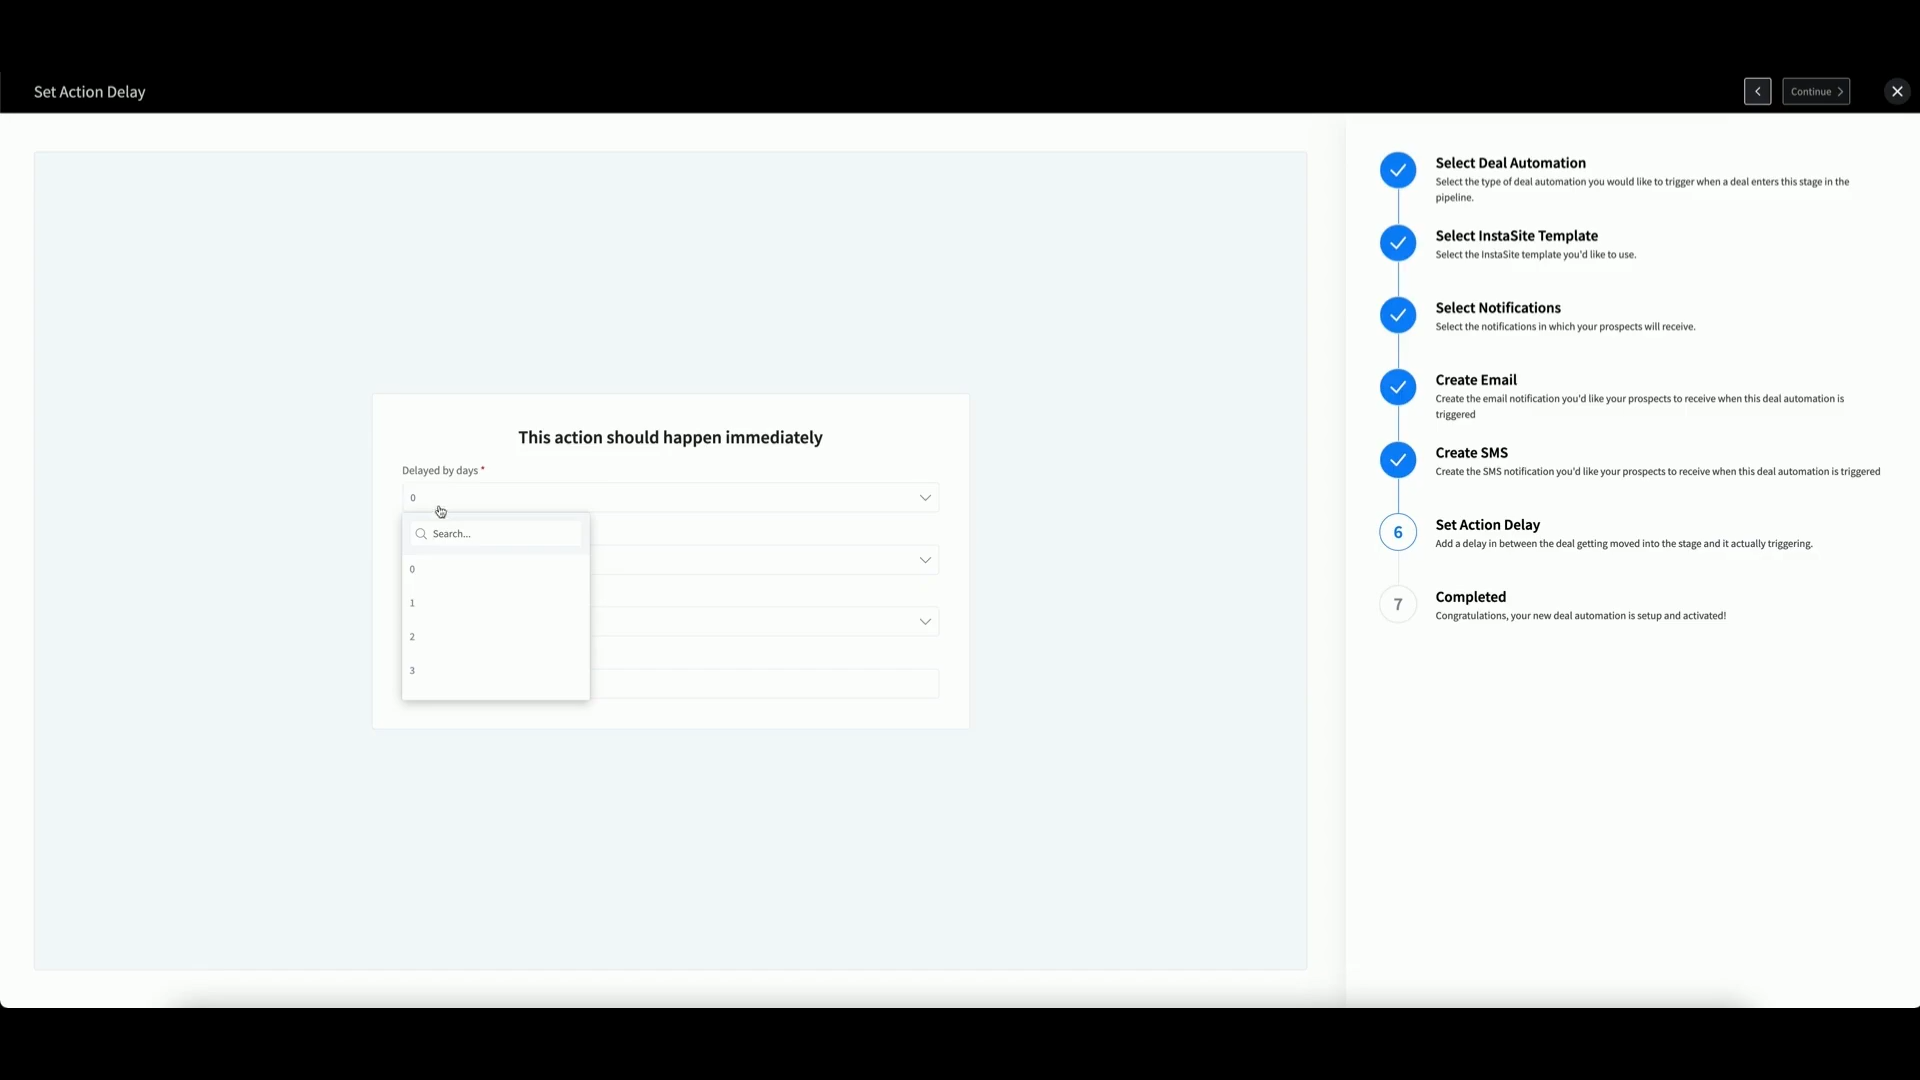 Set Action Delay
Continue
This action should happen immediately
Delayed by days *
0
Search...
0
1
2
3
Select Deal Automation
Select the type of deal automation you would like to trigger when a deal enters this stage in the
pipeline.
Select InstaSite Template
Select the InstaSite template you'd like to use.
Select Notifications
Select the notifications in which your prospects will receive.
Create Email
Create the email notification you'd like your prospects to receive when this deal automation is
triggered
Create SMS
Create the SMS notification you'd like your prospects to receive when this deal automation is triggered
6
Set Action Delay
Add a delay in between the deal getting moved into the stage and it actually triggering.
7
Completed
Congratulations, your new deal automation is setup and activated!